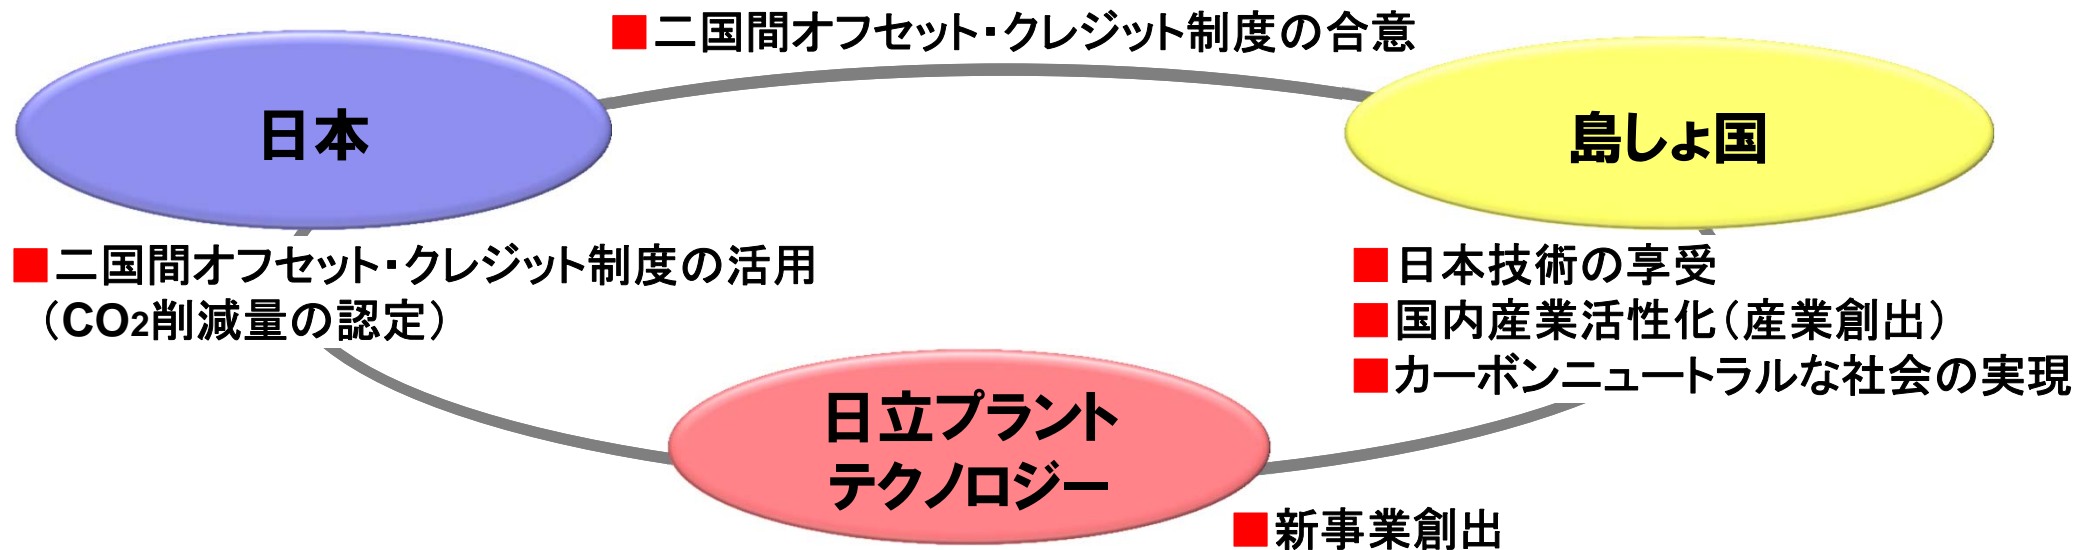 ■二国間オフセット・クレジット制度の合意
日本
島しょ国
■二国間オフセット・クレジット制度の活用
（CO2削減量の認定）
■日本技術の享受
■国内産業活性化（産業創出）
■カーボンニュートラルな社会の実現
日立プラント
テクノロジー
■新事業創出